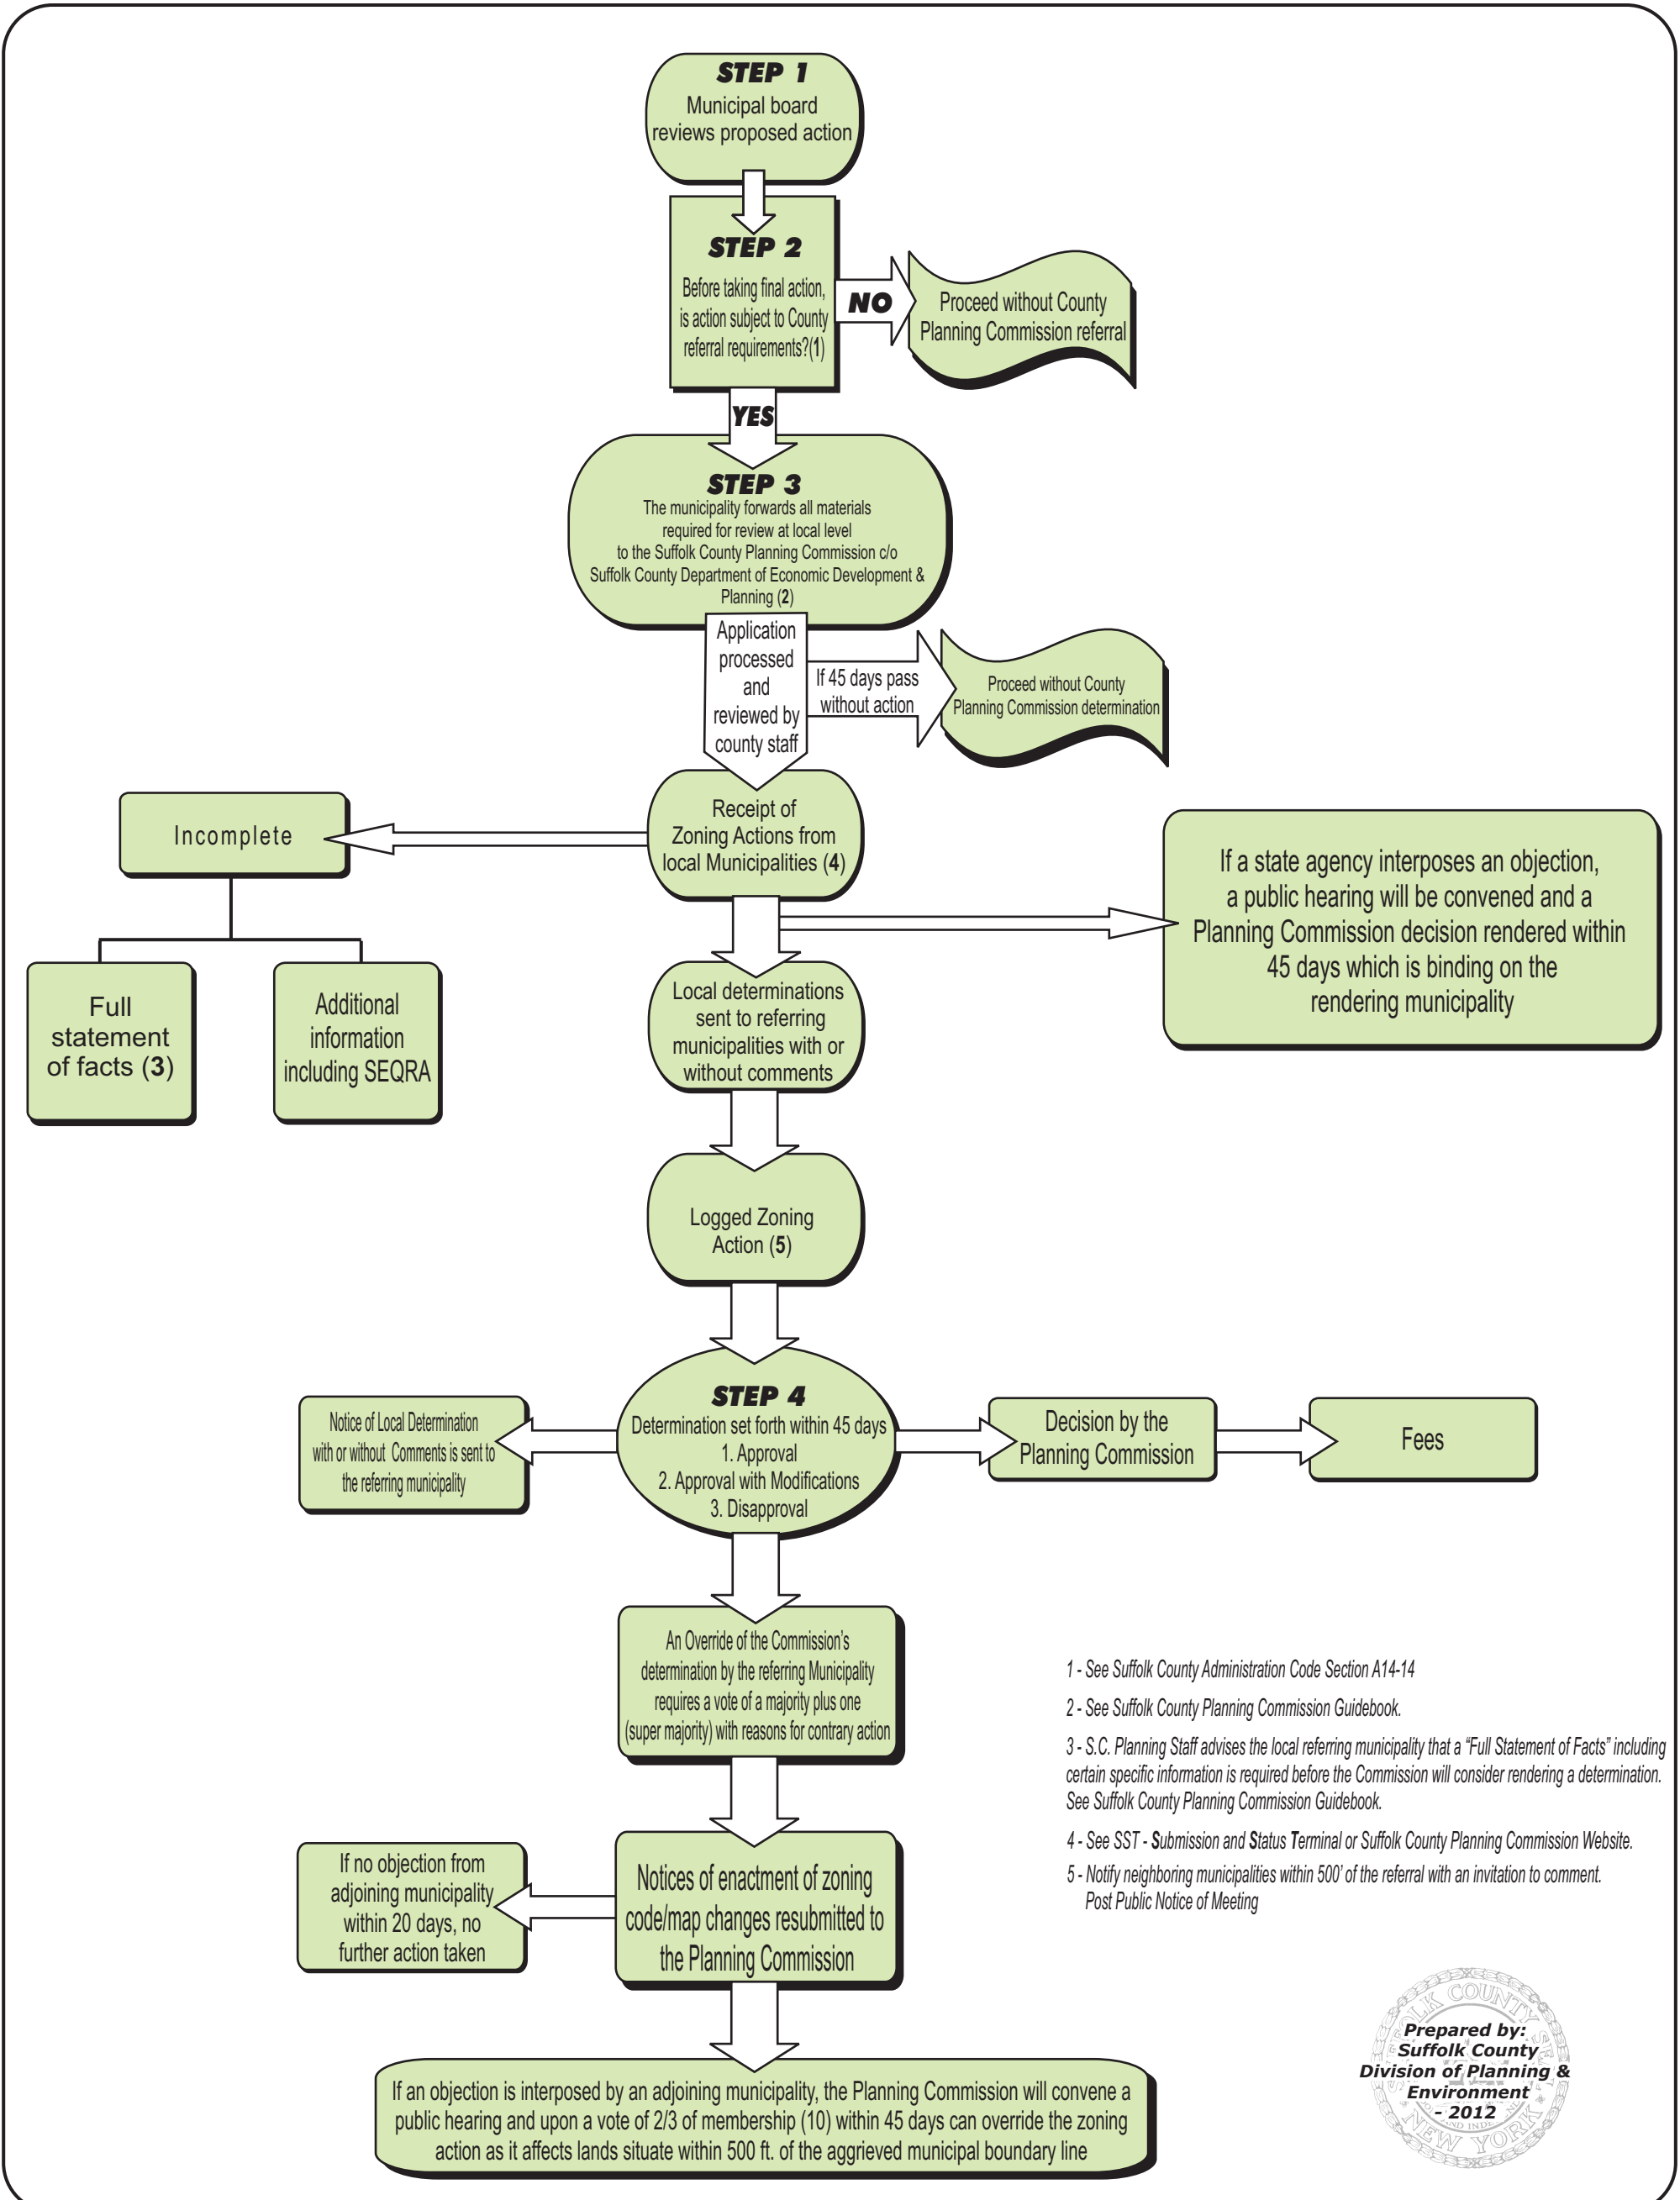 STEP 1
Municipal board
reviews proposed action
STEP 2
Before taking final action,
is action subject to County
referral requirements?(1)
NO
Proceed without County
Planning Commission referral
YES
STEP 3
The municipality forwards all materials
required for review at local level
to the Suffolk County Planning Commission c/o
Suffolk County Department of Economic Development &
Planning (2)
Application
processed
and
reviewed by
county staff
If 45 days pass
without action
Proceed without County
Planning Commission determination
Receipt of
Zoning Actions from
local Municipalities (4)
Incomplete
Full
statement
of facts (3)
Additional
information
including SEQRA
If a state agency interposes an objection,
a public hearing will be convened and a
Planning Commission decision rendered within
45 days which is binding on the
rendering municipality
Local determinations
sent to referring
municipalities with or
without comments
Logged Zoning
Action (5)
STEP 4
Determination set forth within 45 days
1. Approval
2. Approval with Modifications
3. Disapproval
Notice of Local Determination
with or without Comments is sent to
the referring municipality
Decision by the
Planning Commission
Fees
An Override of the Commission's
determination by the referring Municipality
requires a vote of a majority plus one
(super majority) with reasons for contrary action
Notices of enactment of zoning
code/map changes resubmitted to
the Planning Commission
If no objection from
adjoining municipality
within 20 days, no
further action taken
If an objection is interposed by an adjoining municipality, the Planning Commission will convene a
public hearing and upon a vote of 2/3 of membership (10) within 45 days can override the zoning
action as it affects lands situate within 500 ft. of the aggrieved municipal boundary line
1 - See Suffolk County Administration Code Section A14-14
2 - See Suffolk County Planning Commission Guidebook.
3 - S.C. Planning Staff advises the local referring municipality that a “Full Statement of Facts” including
certain specific information is required before the Commission will consider rendering a determination.
See Suffolk County Planning Commission Guidebook.
4 - See SST - Submission and Status Terminal or Suffolk County Planning Commission Website.
5 - Notify neighboring municipalities within 500' of the referral with an invitation to comment.
Post Public Notice of Meeting
Prepared by:
Suffolk County
Division of Planning &
Environment
- 2012
NEW YORK